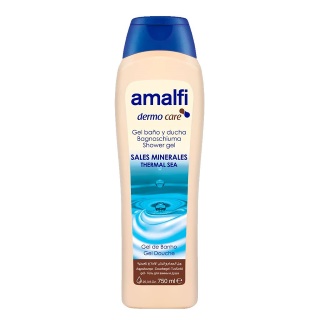 amalfi
dermo care
Gel baño y ducha
Bagnoschiuma
Shower gel
SALES MINERALES
THERMAL SEA
Gel de Banho
Gel Douche
750 ml e